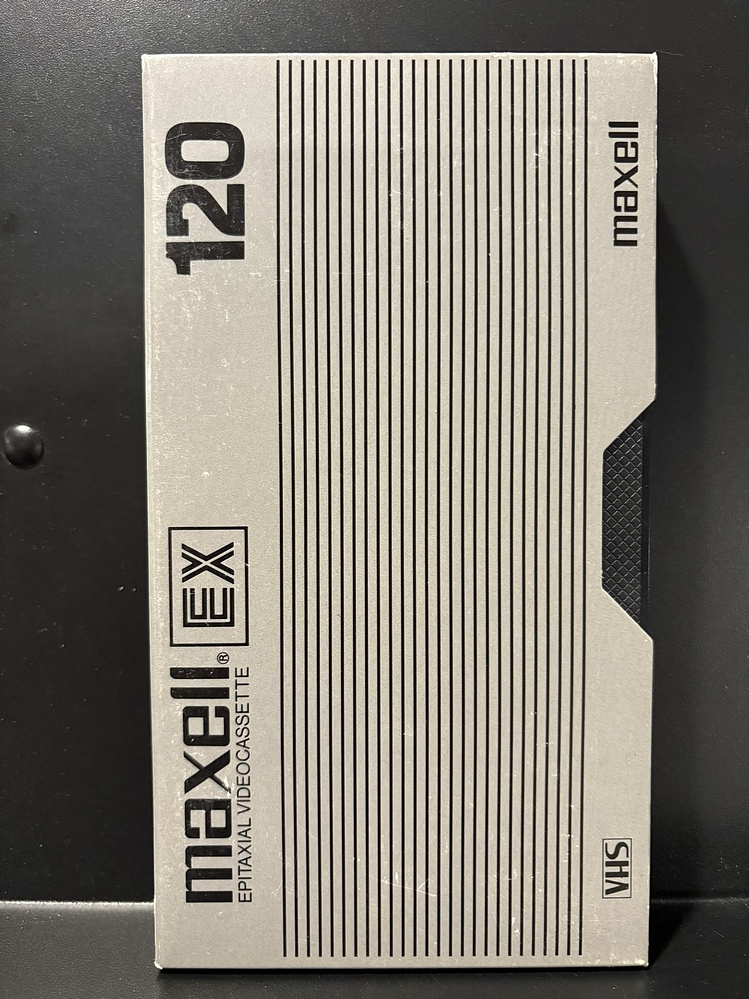 maxell® EX 120
EPITAXIAL VIDEOCASSETTE
maxell
VHS